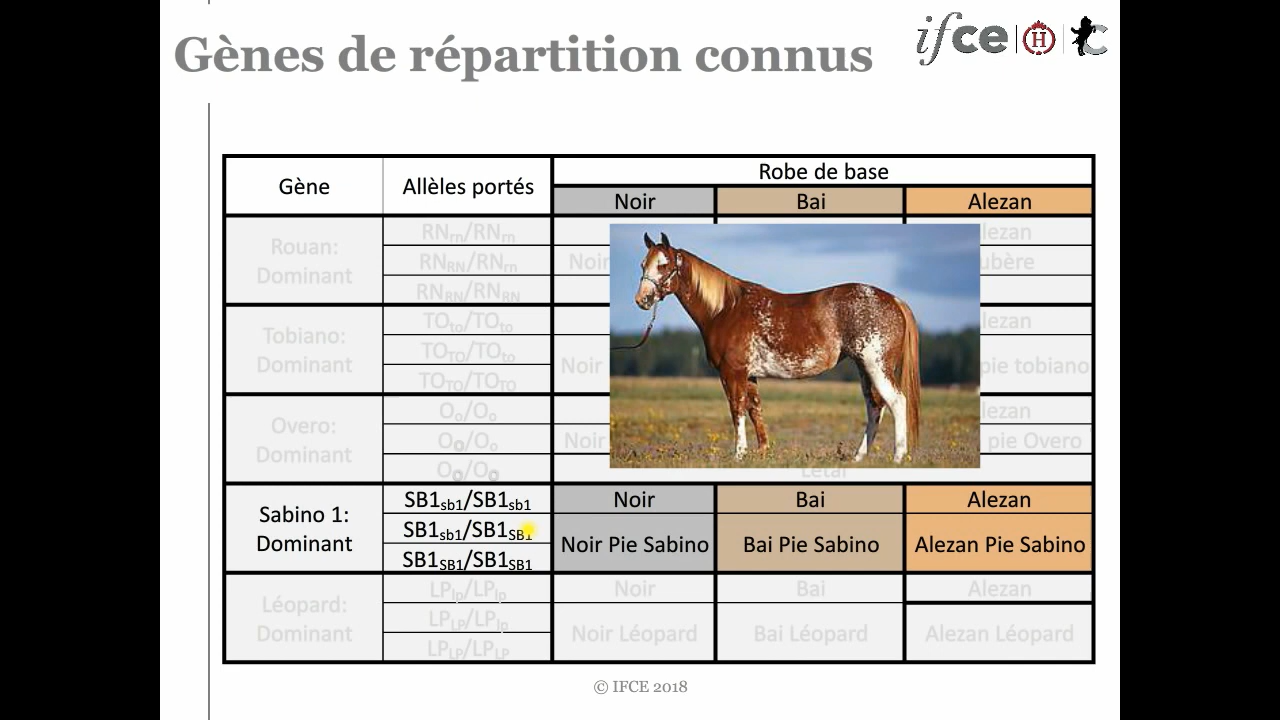 Gènes de répartition connus
ifce | H | C
Gène
Allèles portés
Robe de base
Noir
Bai
Alezan
Rouan:
Dominant
RNrn/RNrn
RNRN/RNrn
RNRN/RNRN
lezan
Noir
ubère
Tobiano:
Dominant
TOto/TOto
TOTO/TOto
TOTO/TOTO
lezan
Noir
pie tobiano
Overo:
Dominant
Oo/Oo
OO/Oo
OO/OO
lezan
Noir
pie Overo
Létal
Sabino 1:
Dominant
SB1sb1/SB1sb1
SB1sb1/SB1SB1
SB1SB1/SB1SB1
Noir
Bai
Alezan
Noir Pie Sabino
Bai Pie Sabino
Alezan Pie Sabino
Léopard:
Dominant
LPlp/LPlp
LPLP/LPlp
LPLP/LPLP
Noir
Bai
Alezan
Noir Léopard
Bai Léopard
Alezan Léopard
© IFCE 2018